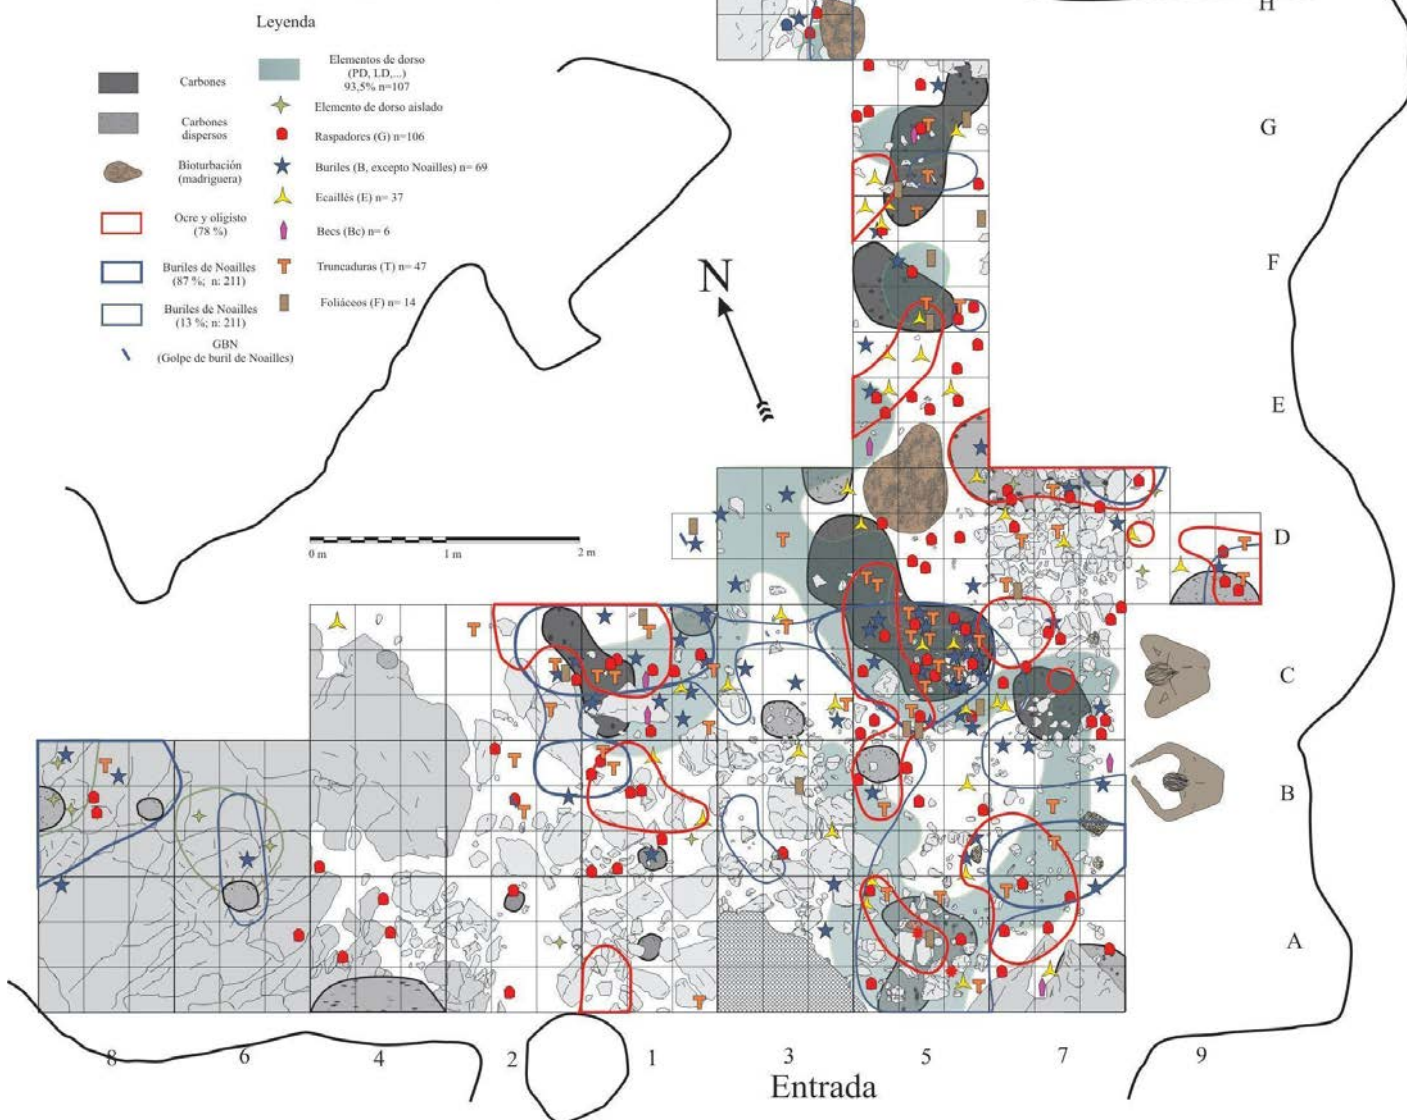 Leyenda
Carbones
Carbones
dispersos
Bioturbación
(madriguera)
Ocre y oligisto
(78 %)
Buriles de Noailles
(87 %; n: 211)
Buriles de Noailles
(13 %; n: 211)
GBN
(Golpe de buril de Noailles)
Elementos de dorso
(PD, LD,...)
93,5% n=107
Elemento de dorso aislado
Raspadores (G) n=106
Buriles (B, excepto Noailles) n= 69
Ecaillés (E) n= 37
Becs (Bc) n= 6
Truncaduras (T) n= 47
Foliáceos (F) n= 14
N
0 m 1 m 2 m
H
G
F
E
D
C
B
A
8 6 4 2 1 3 5 7 9
Entrada